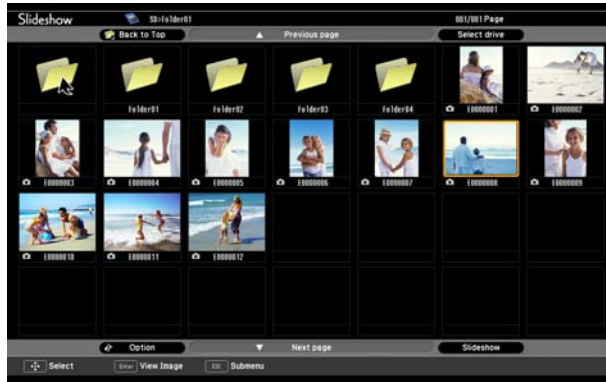 Slideshow SD>Folder01 001/001 Page
Back to Top Previous page Select drive
Folder01 Folder02 Folder03 Folder04 E0000001 E0000002
E0000003 E0000004 E0000005 E0000006 E0000007 E0000008 E0000009
E0000010 E0000011 E0000012
Option Next page Slideshow
Select Enter View Image ESC Submenu